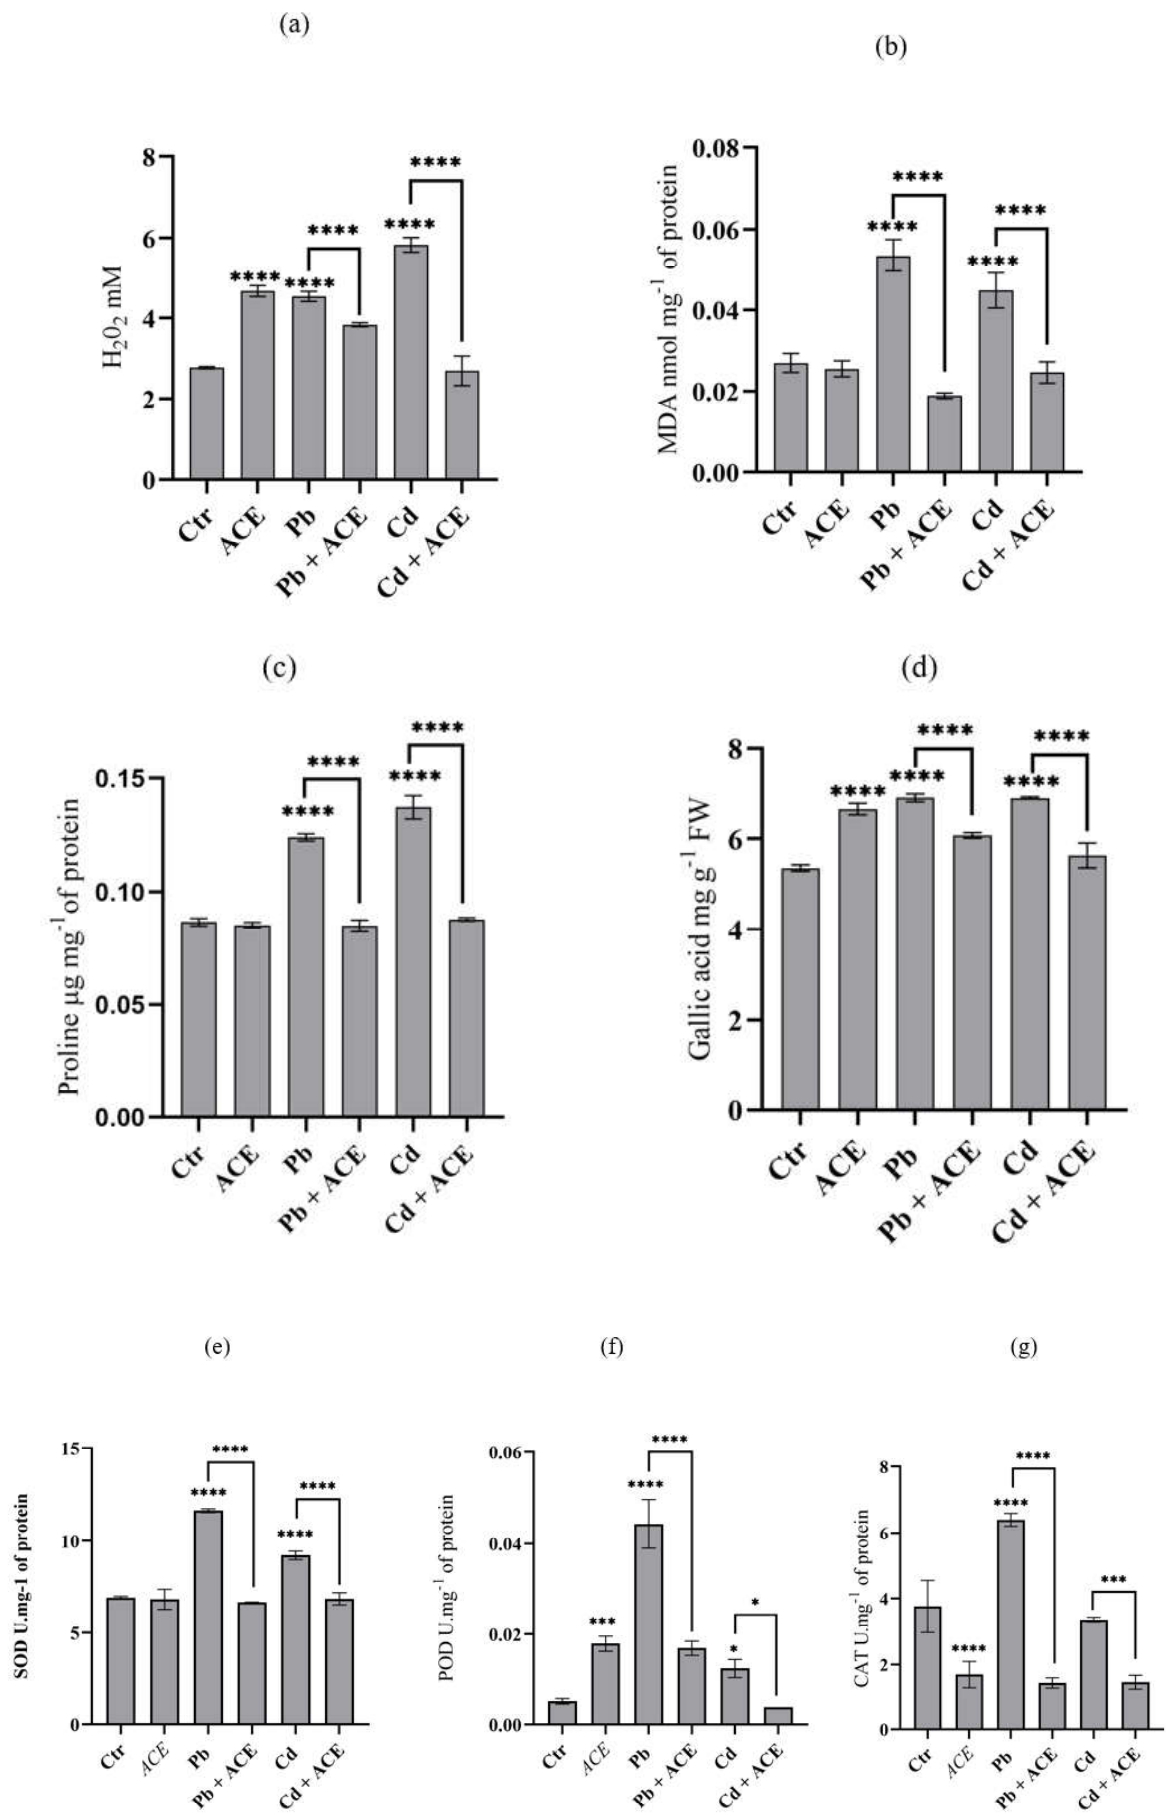 (a)
(b)
****
****
****
****
****
8
6
4
2
0
H₂0₂ mM
Ctr
ACE
Pb
Pb + ACE
Cd
Cd + ACE
****
****
****
****
0.08
0.06
0.04
0.02
0.00
MDA nmol mg⁻¹ of protein
Ctr
ACE
Pb
Pb + ACE
Cd
Cd + ACE
(c)
(d)
****
****
****
****
0.15
0.10
0.05
0.00
Proline µg mg⁻¹ of protein
Ctr
ACE
Pb
Pb + ACE
Cd
Cd + ACE
****
****
****
****
****
8
6
4
2
0
Gallic acid mg g⁻¹ FW
Ctr
ACE
Pb
Pb + ACE
Cd
Cd + ACE
(e)
(f)
(g)
****
****
****
****
15
10
5
0
SOD U.mg-1 of protein
Ctr
ACE
Pb
Pb + ACE
Cd
Cd + ACE
****
****
***
*
*
0.06
0.04
0.02
0.00
POD U.mg⁻¹ of protein
Ctr
ACE
Pb
Pb + ACE
Cd
Cd + ACE
****
****
***
****
8
6
4
2
0
CAT U.mg⁻¹ of protein
Ctr
ACE
Pb
Pb + ACE
Cd
Cd + ACE